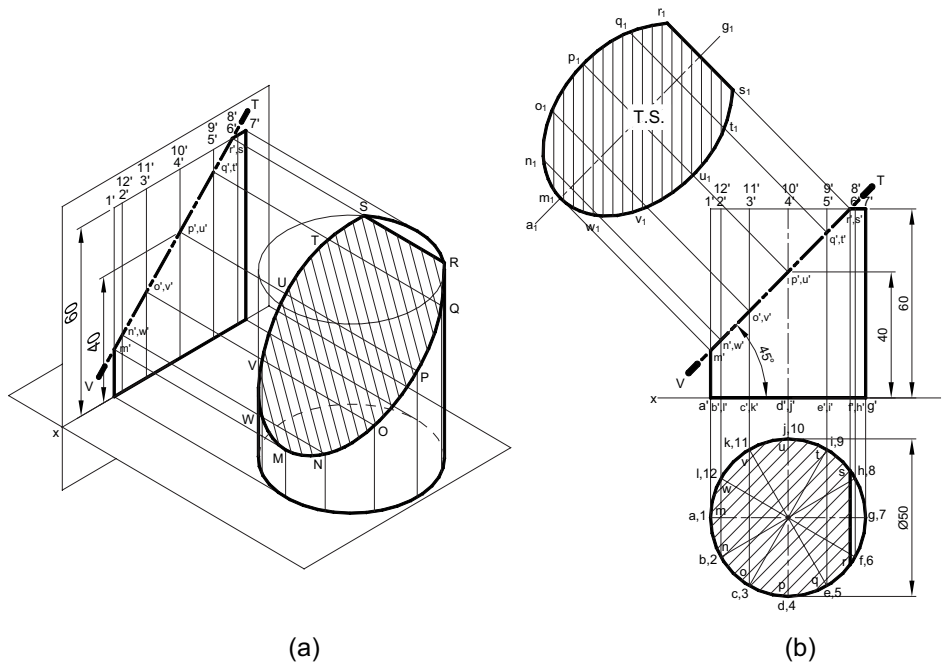 T
8' 7'
9' 6'
5' r',s
10' q',t'
4'
11'
3'
12'
1' 2'
p',u'
o',v'
n',w'
m'
V
60
40
x
S
T
R
U
Q
V
P
W
O
M
N
(a)
r1
q1
g1
p1
s1
o1
T.S.
t1
n1
u1
m1
v1
a1
w1
T
12' 11' 10' 9' 8'
1' 2' 3' 4' 5' 6' 7'
r',s'
q',t'
p',u'
o',v'
n',w'
m'
45°
V
40
60
x
a' b',l' c',k' d',j' e',i' f',h' g'
j,10
k,11 u i,9
v t
l,12 s h,8
w
a,1 m g,7
n
b,2 r f,6
o p q
c,3 e,5
d,4
Ø50
(b)